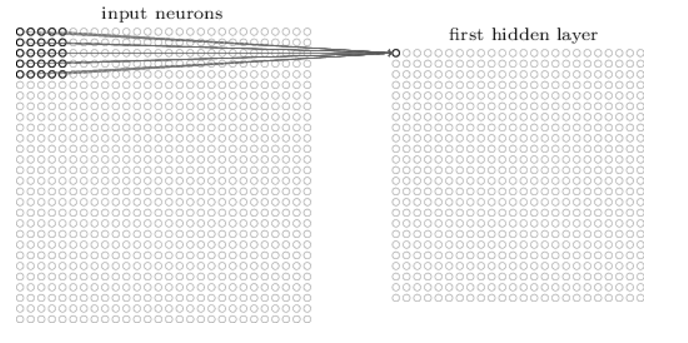 input neurons
first hidden layer